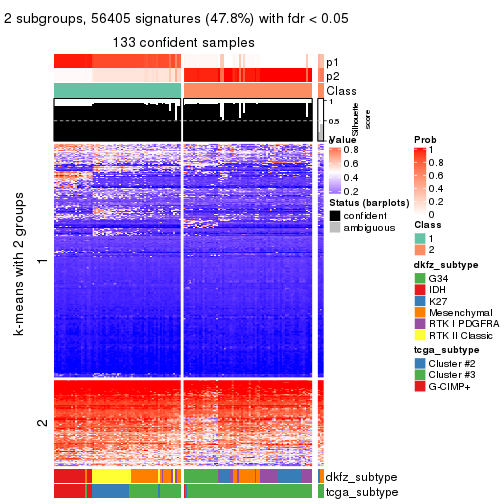 2 subgroups, 56405 signatures (47.8%) with fdr < 0.05
133 confident samples
p1
p2
Class
1
0.5
0
Silhouette score
k-means with 2 groups
1
2
dkfz_subtype
tcga_subtype
Value
0.8
0.6
0.4
0.2
Status (barplots)
confident
ambiguous
Prob
1
0.8
0.6
0.4
0.2
0
Class
1
2
dkfz_subtype
G34
IDH
K27
Mesenchymal
RTK I PDGFRA
RTK II Classic
tcga_subtype
Cluster #2
Cluster #3
G-CIMP+